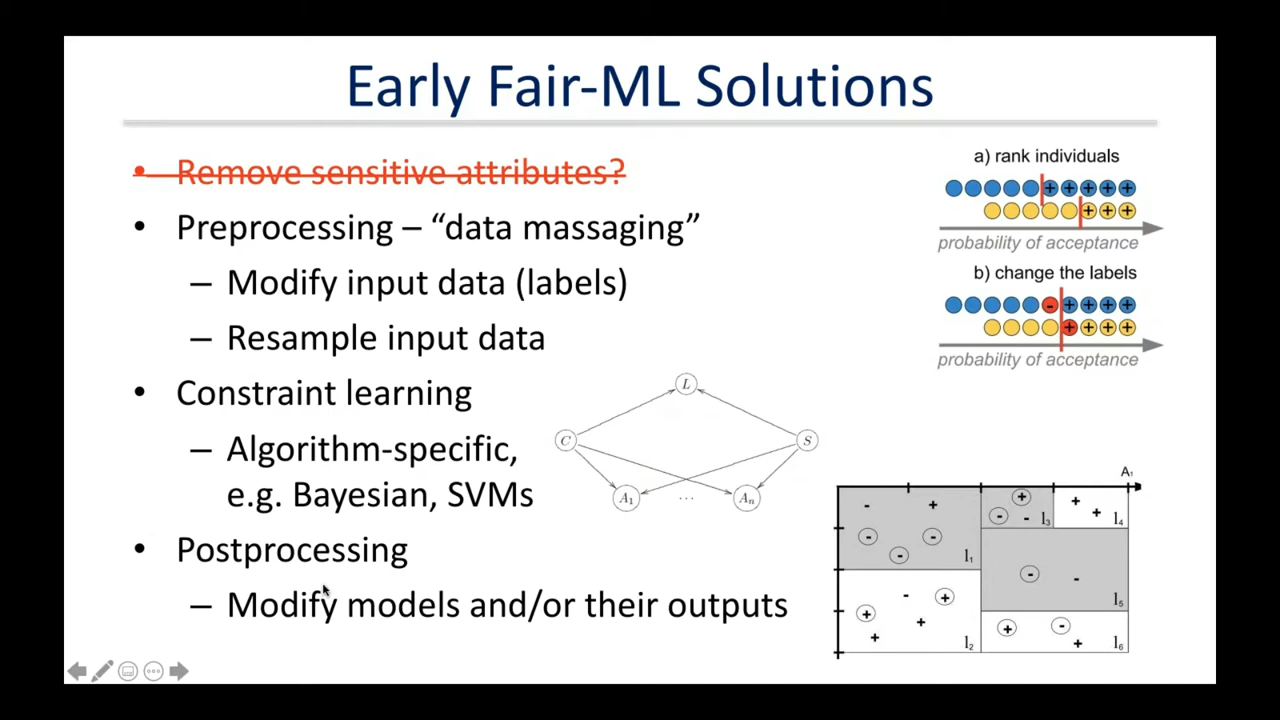 Early Fair-ML Solutions
• Remove sensitive attributes?
• Preprocessing – “data massaging”
– Modify input data (labels)
– Resample input data
• Constraint learning
– Algorithm-specific,
e.g. Bayesian, SVMs
• Postprocessing
– Modify models and/or their outputs
a) rank individuals
+ + + + +
+ + +
probability of acceptance
b) change the labels
- + + + +
+ + + +
probability of acceptance
L
C S
A1 ... An
A1
- + + + +
- - - l3 l4
- l1
- - l5
- + l2
+ + +
+ - + l6